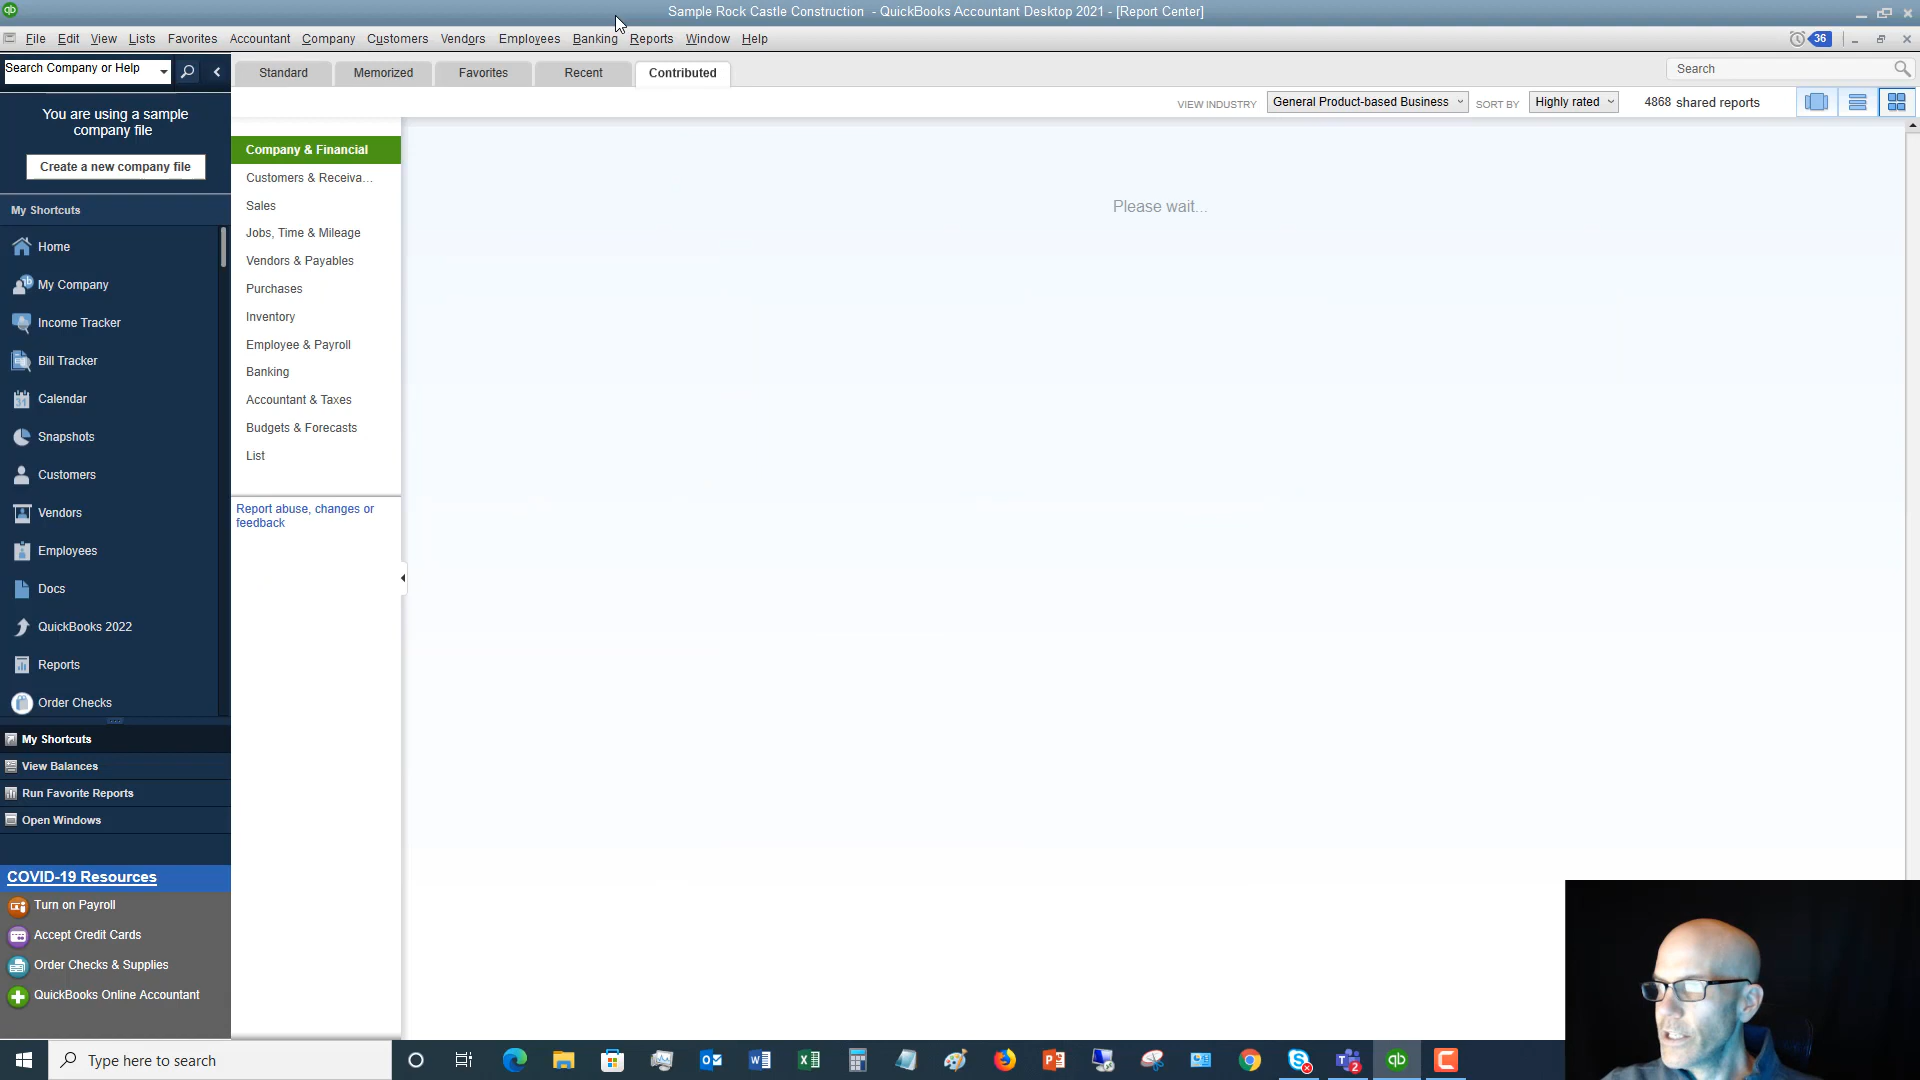 Sample Rock Castle Construction - QuickBooks Accountant Desktop 2021 - [Report Center]
File Edit View Lists Favorites Accountant Company Customers Vendors Employees Banking Reports Window Help
36
Search Company or Help
Standard Memorized Favorites Recent Contributed
Search
VIEW INDUSTRY General Product-based Business SORT BY Highly rated 4868 shared reports
You are using a sample
company file
Create a new company file
My Shortcuts
Home
My Company
Income Tracker
Bill Tracker
Calendar
Snapshots
Customers
Vendors
Employees
Docs
QuickBooks 2022
Reports
Order Checks
My Shortcuts
View Balances
Run Favorite Reports
Open Windows
COVID-19 Resources
Turn on Payroll
Accept Credit Cards
Order Checks & Supplies
QuickBooks Online Accountant
Company & Financial
Customers & Receiva...
Sales
Jobs, Time & Mileage
Vendors & Payables
Purchases
Inventory
Employee & Payroll
Banking
Accountant & Taxes
Budgets & Forecasts
List
Report abuse, changes or
feedback
Please wait...
Type here to search